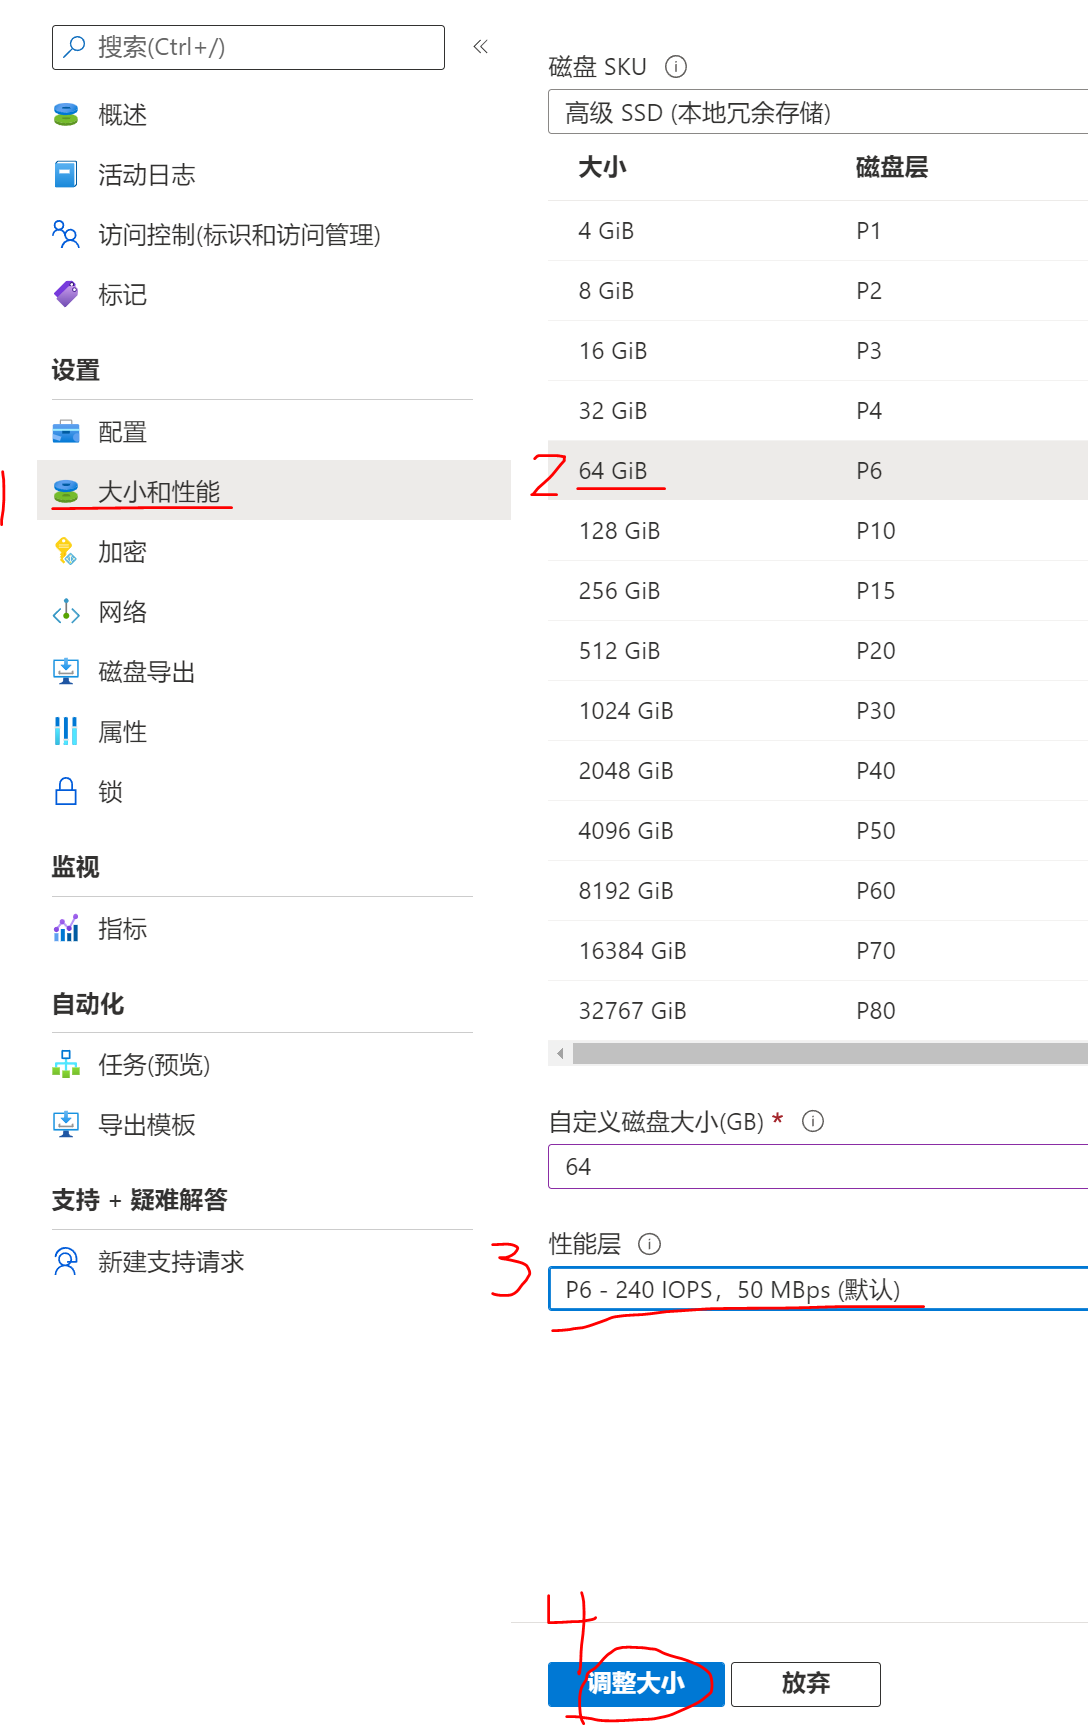 搜索(Ctrl+/)
概述
活动日志
访问控制(标识和访问管理)
标记
设置
配置
1
大小和性能
加密
网络
磁盘导出
属性
锁
监视
指标
自动化
任务(预览)
导出模板
支持 + 疑难解答
新建支持请求
磁盘 SKU
高级 SSD (本地冗余存储)
大小 磁盘层
4 GiB P1
8 GiB P2
16 GiB P3
32 GiB P4
2 64 GiB P6
128 GiB P10
256 GiB P15
512 GiB P20
1024 GiB P30
2048 GiB P40
4096 GiB P50
8192 GiB P60
16384 GiB P70
32767 GiB P80
自定义磁盘大小(GB) *
64
性能层
3 P6 - 240 IOPS，50 MBps (默认)
4
调整大小 放弃